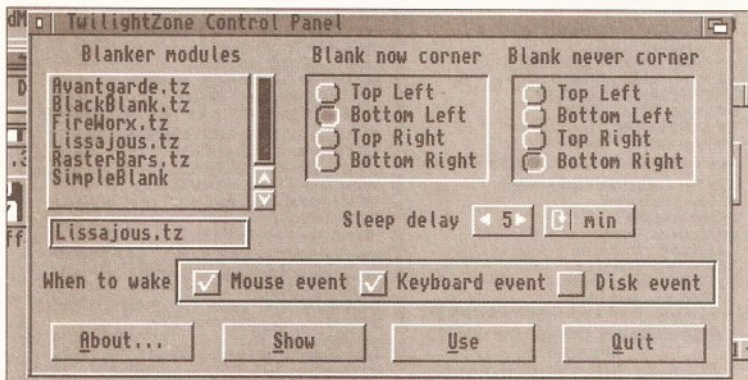 TwilightZone Control Panel
Blanker modules
Avantgarde.tz
BlackBlank.tz
FireWorx.tz
Lissajous.tz
RasterBars.tz
SimpleBlank
Lissajous.tz
Blank now corner
Top Left
Bottom Left
Top Right
Bottom Right
Blank never corner
Top Left
Bottom Left
Top Right
Bottom Right
Sleep delay 5 min
When to wake Mouse event Keyboard event Disk event
About... Show Use Quit